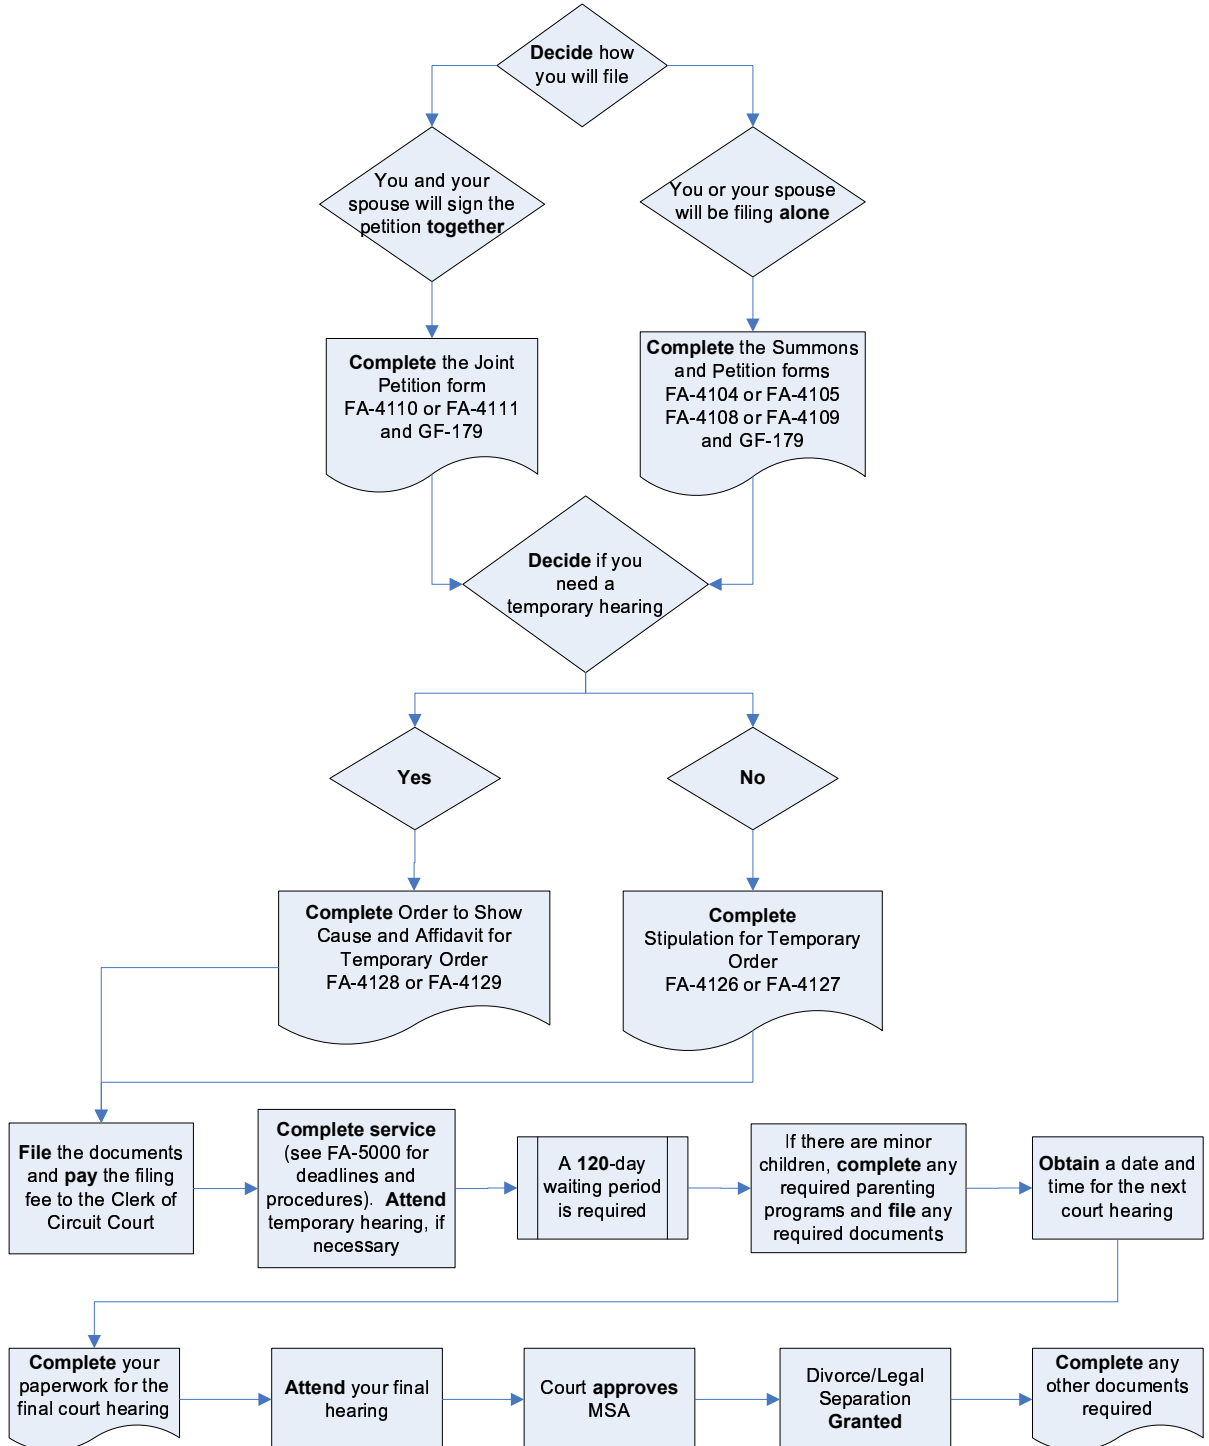 Decide how
you will file
You and your
spouse will sign the
petition together
You or your spouse
will be filing alone
Complete the Joint
Petition form
FA-4110 or FA-4111
and GF-179
Complete the Summons
and Petition forms
FA-4104 or FA-4105
FA-4108 or FA-4109
and GF-179
Decide if you
need a
temporary hearing
Yes
No
Complete Order to Show
Cause and Affidavit for
Temporary Order
FA-4128 or FA-4129
Complete
Stipulation for Temporary
Order
FA-4126 or FA-4127
File the documents
and pay the filing
fee to the Clerk of
Circuit Court
Complete service
(see FA-5000 for
deadlines and
procedures). Attend
temporary hearing, if
necessary
A 120-day
waiting period
is required
If there are minor
children, complete any
required parenting
programs and file any
required documents
Obtain a date and
time for the next
court hearing
Complete your
paperwork for the
final court hearing
Attend your final
hearing
Court approves
MSA
Divorce/Legal
Separation
Granted
Complete any
other documents
required